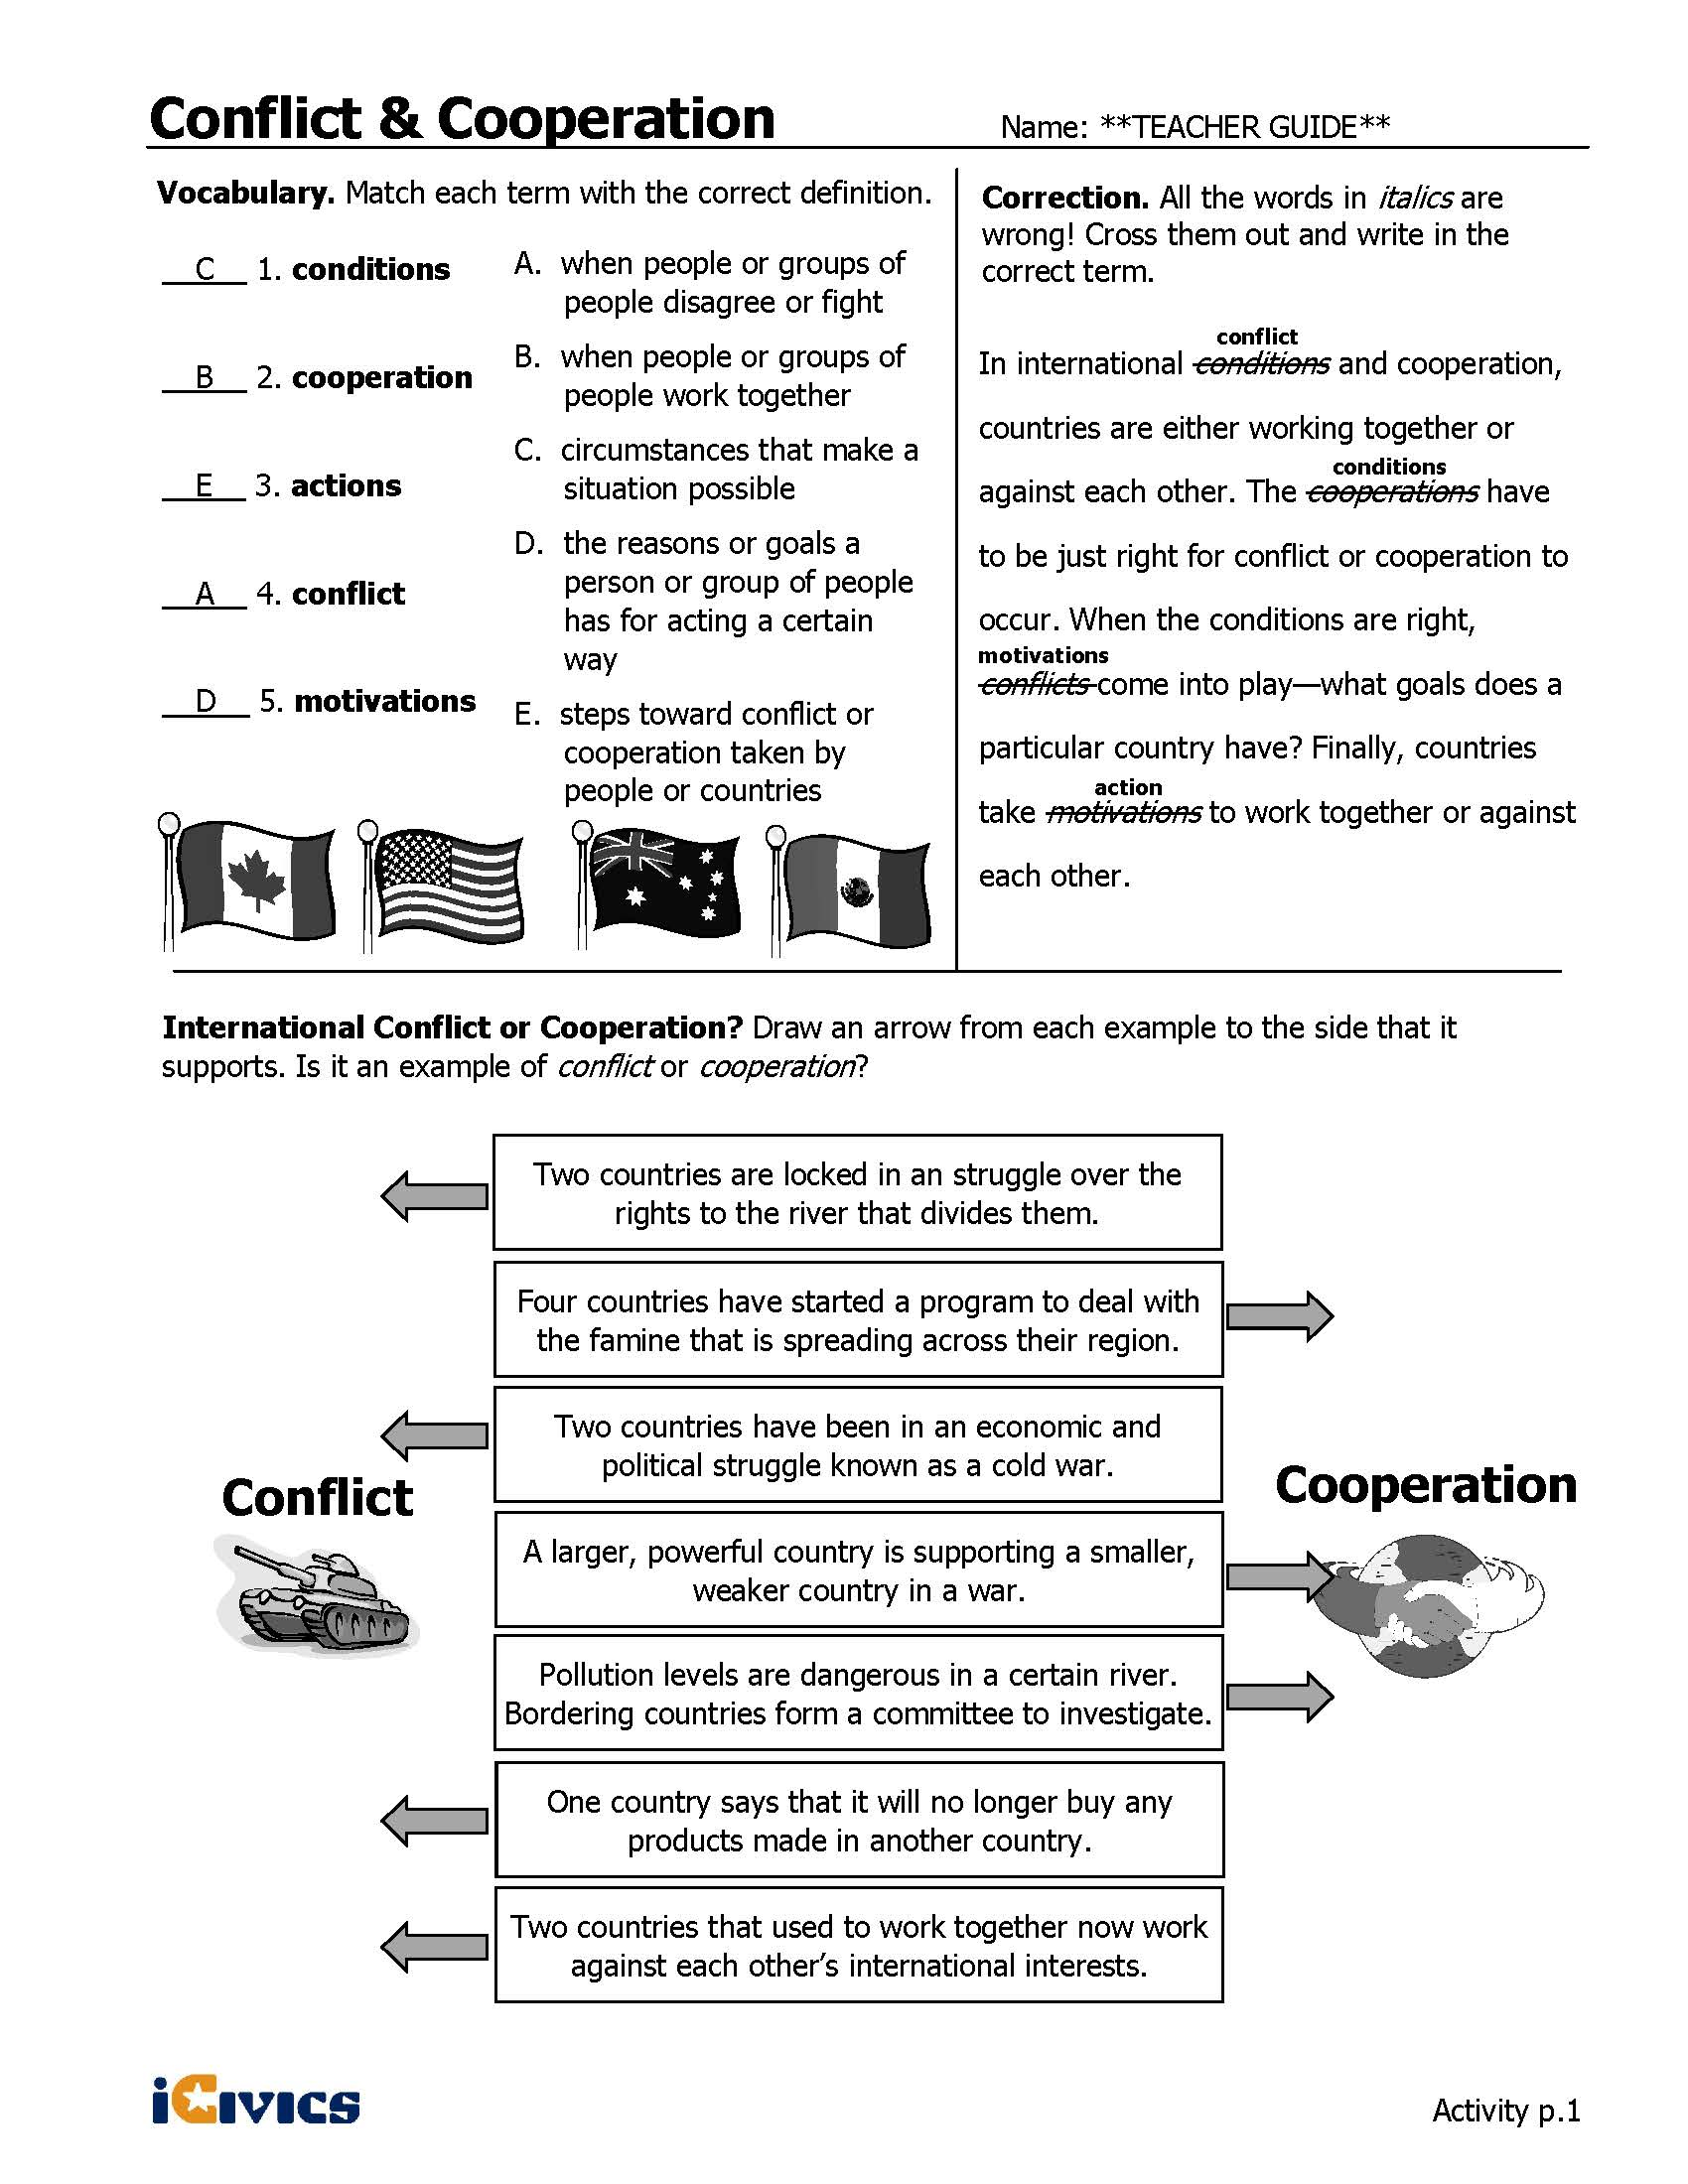 Conflict & Cooperation
Name: **TEACHER GUIDE**
Vocabulary. Match each term with the correct definition.
C 1. conditions
B 2. cooperation
E 3. actions
A 4. conflict
D 5. motivations
A. when people or groups of
people disagree or fight
B. when people or groups of
people work together
C. circumstances that make a
situation possible
D. the reasons or goals a
person or group of people
has for acting a certain
way
E. steps toward conflict or
cooperation taken by
people or countries
Correction. All the words in italics are
wrong! Cross them out and write in the
correct term.
conflict
In international conditions and cooperation,
countries are either working together or
conditions
against each other. The cooperations have
to be just right for conflict or cooperation to
occur. When the conditions are right,
motivations
conflicts come into play—what goals does a
particular country have? Finally, countries
action
take motivations to work together or against
each other.
International Conflict or Cooperation? Draw an arrow from each example to the side that it
supports. Is it an example of conflict or cooperation?
Two countries are locked in an struggle over the
rights to the river that divides them.
Four countries have started a program to deal with
the famine that is spreading across their region.
Two countries have been in an economic and
political struggle known as a cold war.
Conflict
Cooperation
A larger, powerful country is supporting a smaller,
weaker country in a war.
Pollution levels are dangerous in a certain river.
Bordering countries form a committee to investigate.
One country says that it will no longer buy any
products made in another country.
Two countries that used to work together now work
against each other's international interests.
iCivics
Activity p.1